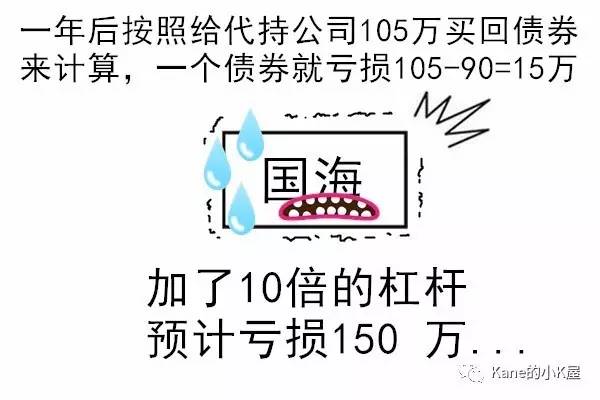 一年后按照给代持公司105万买回债券
来计算，一个债券就亏损105-90=15万
国海
加了10倍的杠杆
预计亏损150 万...
Kane的小K屋